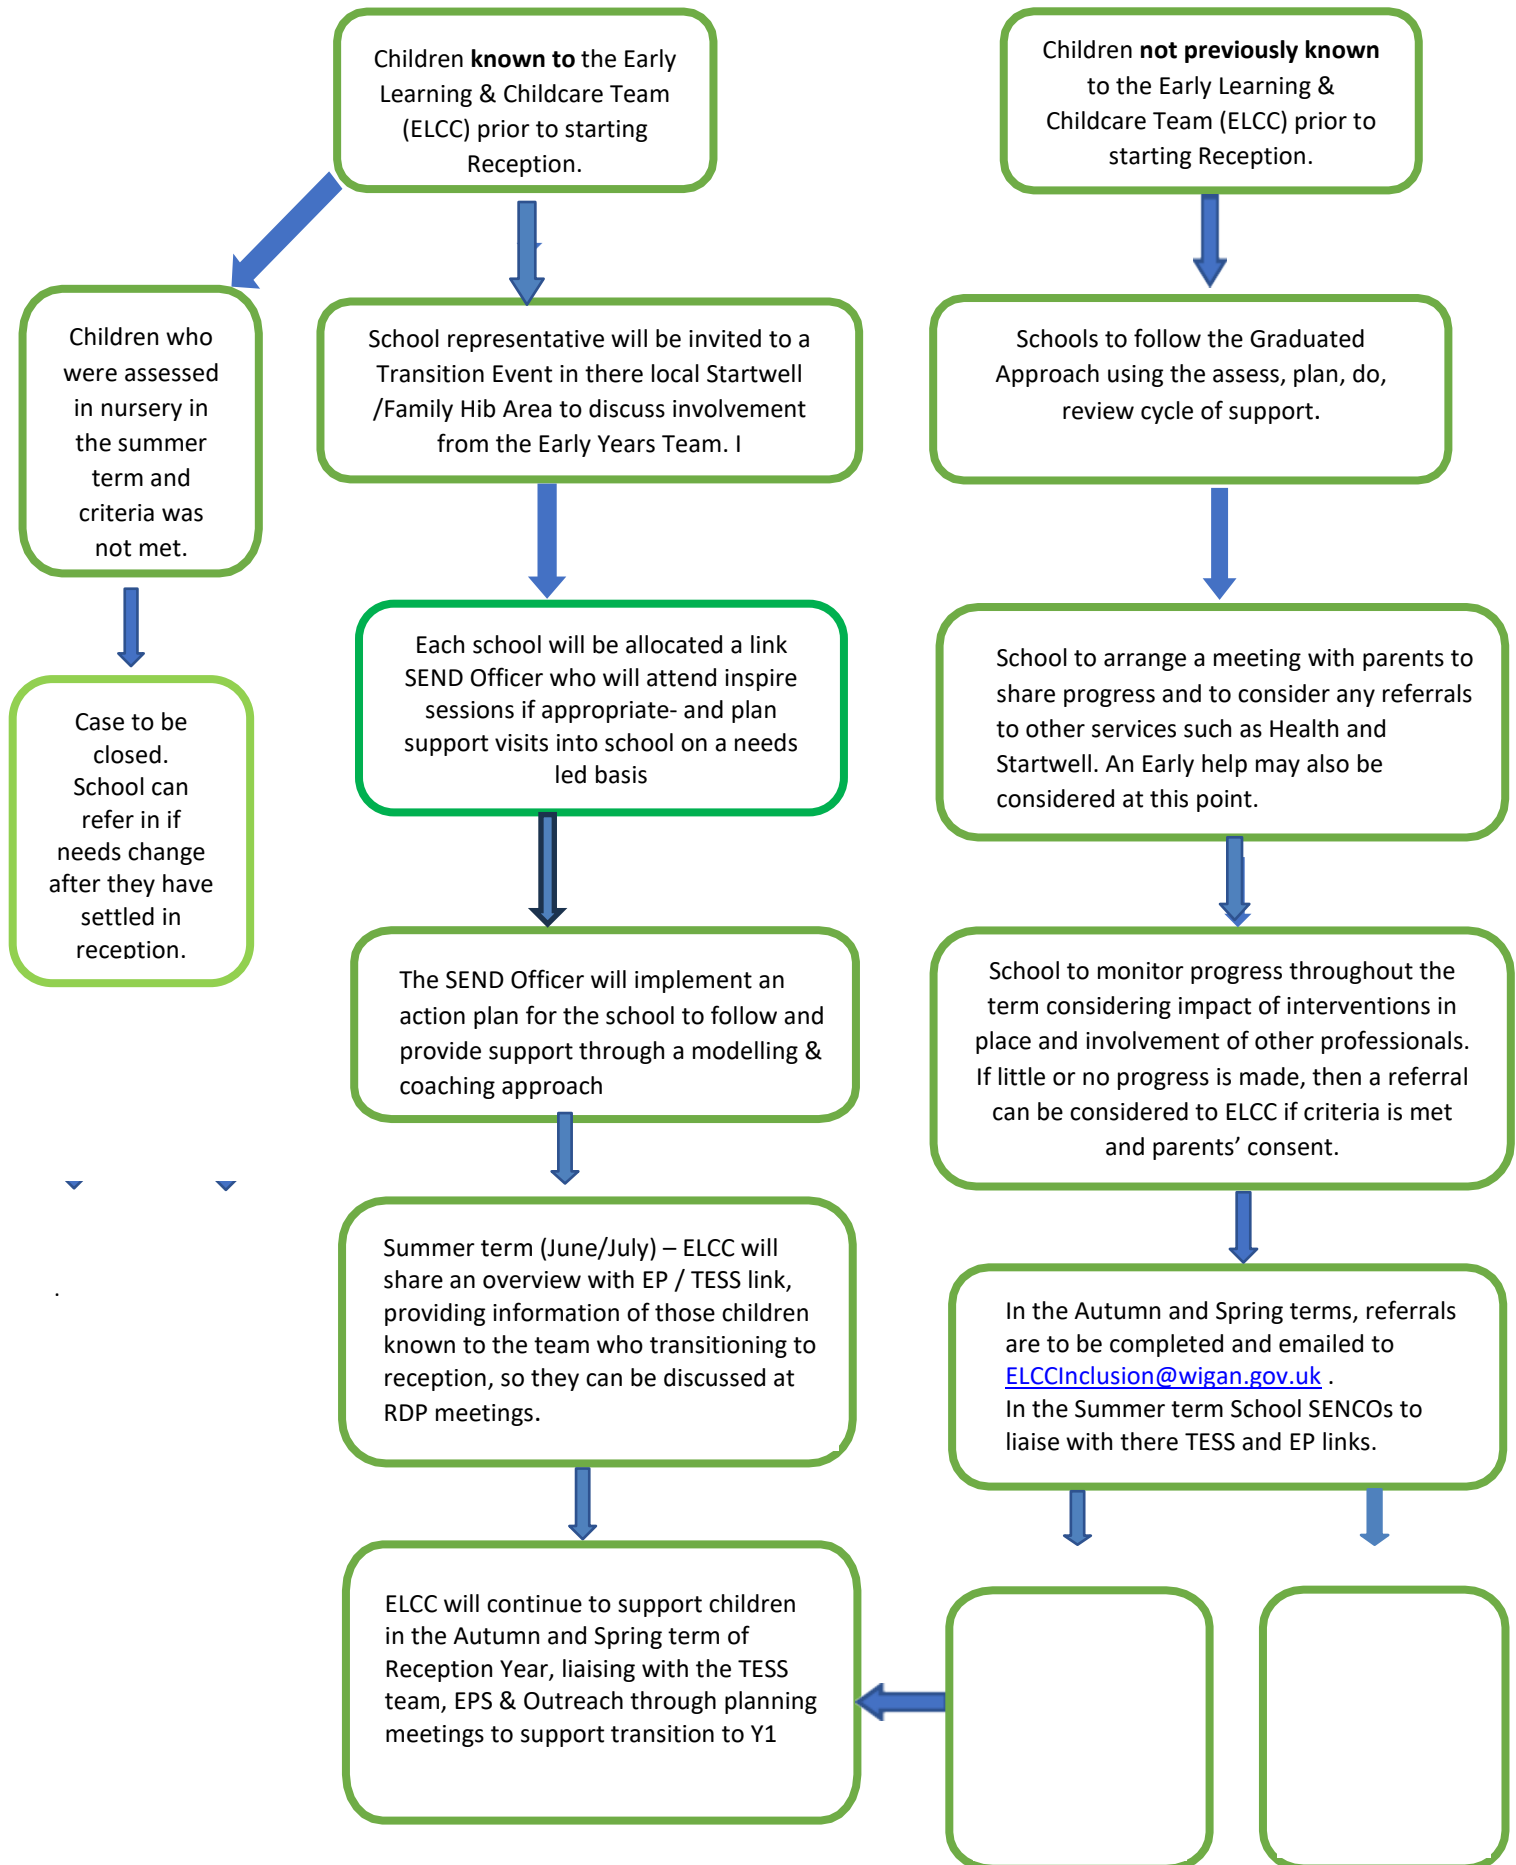 Children known to the Early
Learning & Childcare Team
(ELCC) prior to starting
Reception.
Children not previously known
to the Early Learning &
Childcare Team (ELCC) prior to
starting Reception.
Children who
were assessed
in nursery in
the summer
term and
criteria was
not met.
School representative will be invited to a
Transition Event in there local Startwell
/Family Hib Area to discuss involvement
from the Early Years Team. I
Schools to follow the Graduated
Approach using the assess, plan, do,
review cycle of support.
Case to be
closed.
School can
refer in if
needs change
after they have
settled in
reception.
Each school will be allocated a link
SEND Officer who will attend inspire
sessions if appropriate- and plan
support visits into school on a needs
led basis
School to arrange a meeting with parents to
share progress and to consider any referrals
to other services such as Health and
Startwell. An Early help may also be
considered at this point.
The SEND Officer will implement an
action plan for the school to follow and
provide support through a modelling &
coaching approach
School to monitor progress throughout the
term considering impact of interventions in
place and involvement of other professionals.
If little or no progress is made, then a referral
can be considered to ELCC if criteria is met
and parents’ consent.
Summer term (June/July) – ELCC will
share an overview with EP / TESS link,
providing information of those children
known to the team who transitioning to
reception, so they can be discussed at
RDP meetings.
.
In the Autumn and Spring terms, referrals
are to be completed and emailed to
ELCCInclusion@wigan.gov.uk .
In the Summer term School SENCOs to
liaise with there TESS and EP links.
ELCC will continue to support children
in the Autumn and Spring term of
Reception Year, liaising with the TESS
team, EPS & Outreach through planning
meetings to support transition to Y1